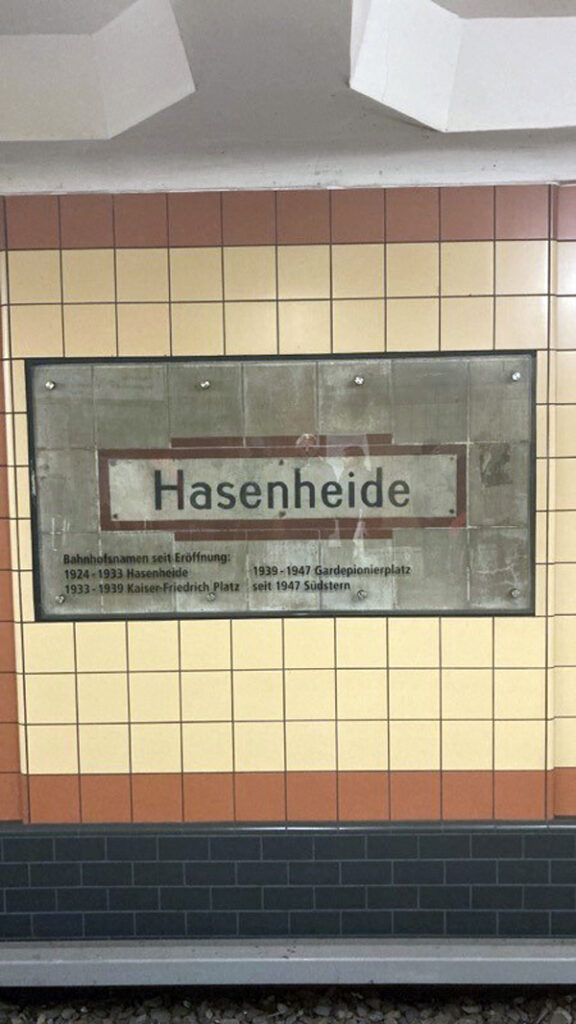 Hasenheide
Bahnhofsnamen seit Eröffnung:
1924 - 1933 Hasenheide
1933 - 1939 Kaiser-Friedrich Platz
1939 - 1947 Gardepionierplatz
seit 1947 Südstern